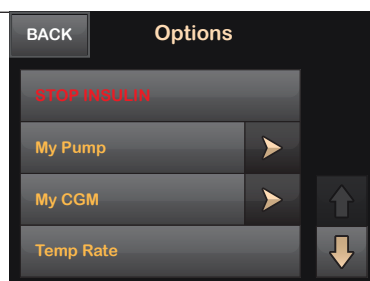 BACK
Options
STOP INSULIN
My Pump
My CGM
Temp Rate